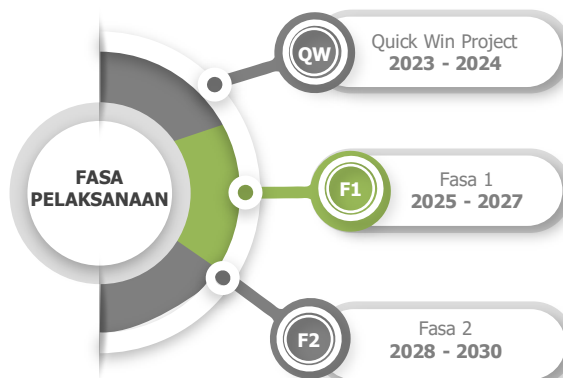 QW
Quick Win Project
2023 - 2024
FASA
PELAKSANAAN
F1
Fasa 1
2025 - 2027
F2
Fasa 2
2028 - 2030